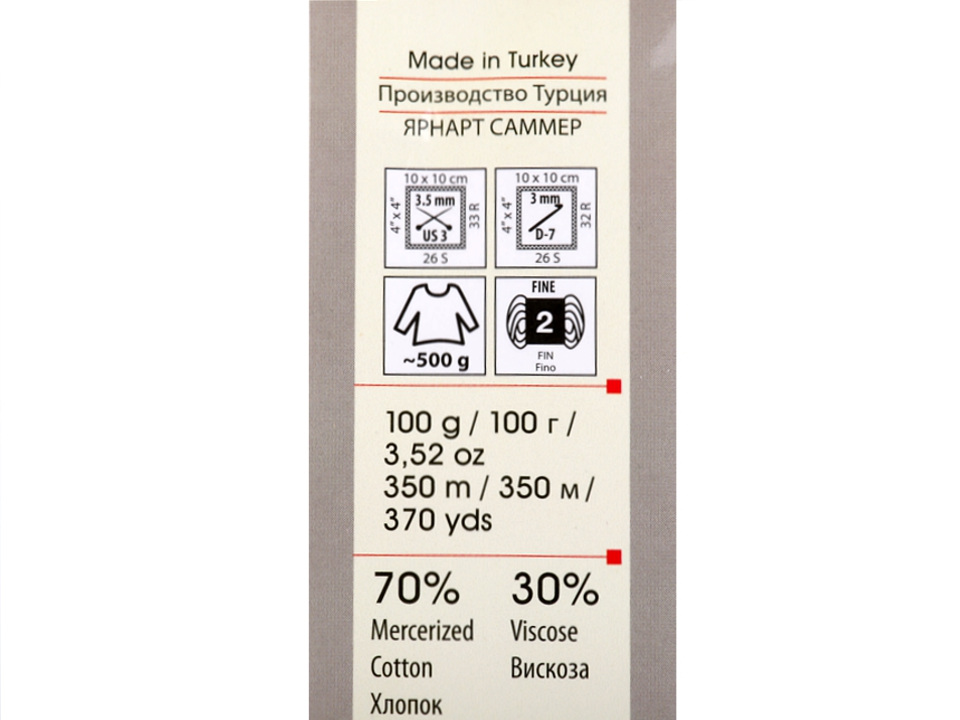 Made in Turkey
Производство Турция
ЯРНАРТ САММЕР
10 x 10 cm
4" x 4"
3.5 mm
US 3
33 R
26 S
10 x 10 cm
4" x 4"
3 mm
D-7
32 R
26 S
~500 g
FINE
2
FIN
Fino
100 g / 100 г /
3,52 oz
350 m / 350 м /
370 yds
70% 30%
Mercerized Viscose
Cotton Вискоза
Хлопок